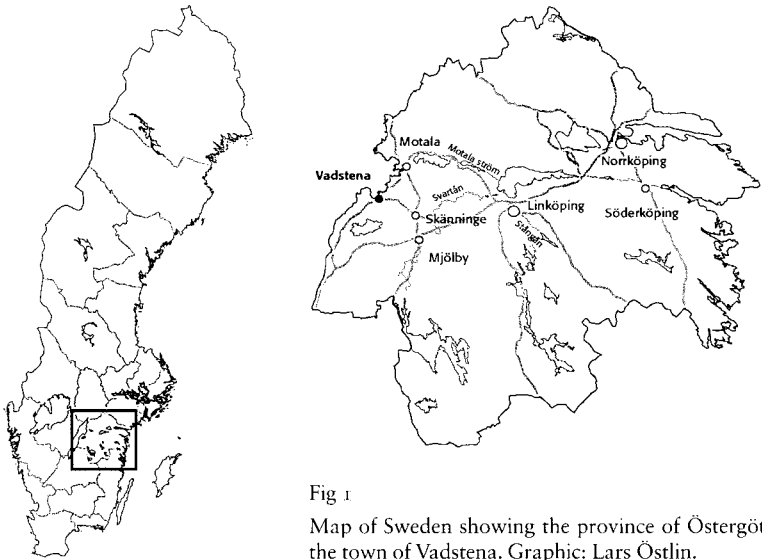 Motala
Motala ström
Norrköping
Vadstena
Svartån
Linköping
Söderköping
Skänninge
Stångån
Mjölby
Fig 1
Map of Sweden showing the province of Östergöt
the town of Vadstena. Graphic: Lars Östlin.